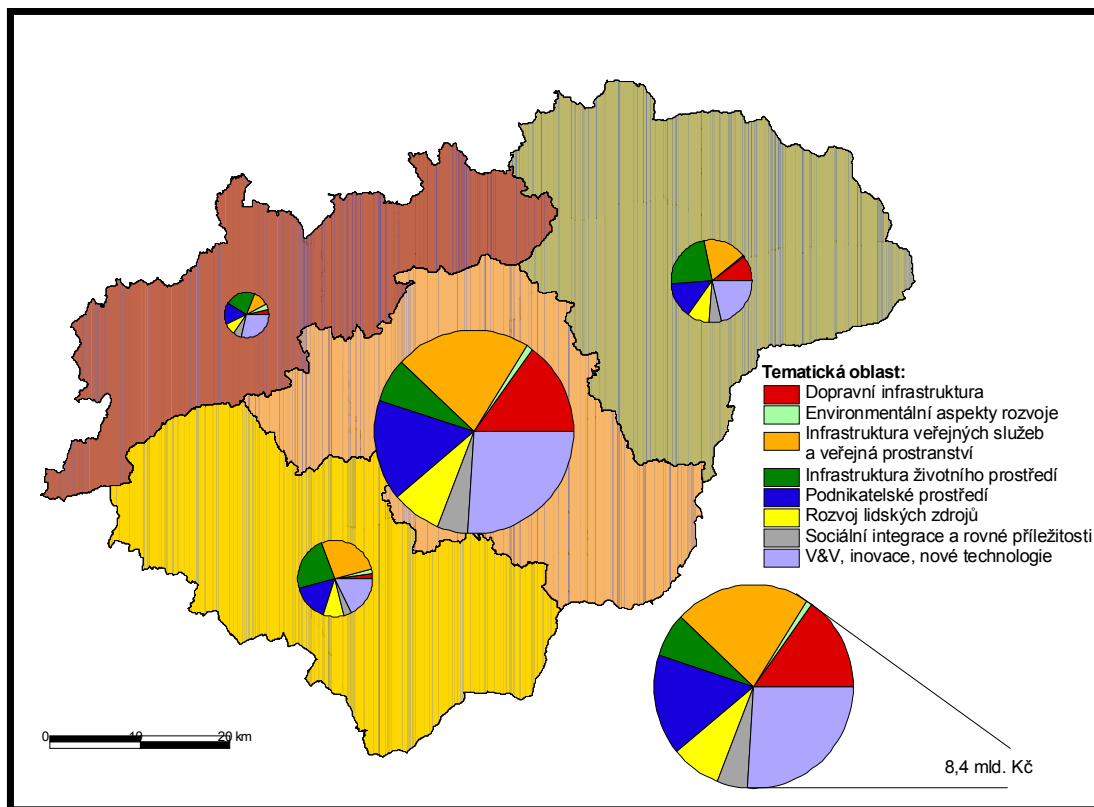 Tematická oblast:
Dopravní infrastruktura
Environmentální aspekty rozvoje
Infrastruktura veřejných služeb
a veřejná prostranství
Infrastruktura životního prostředí
Podnikatelské prostředí
Rozvoj lidských zdrojů
Sociální integrace a rovné příležitosti
V&V, inovace, nové technologie
0 10 20 km
8,4 mld. Kč